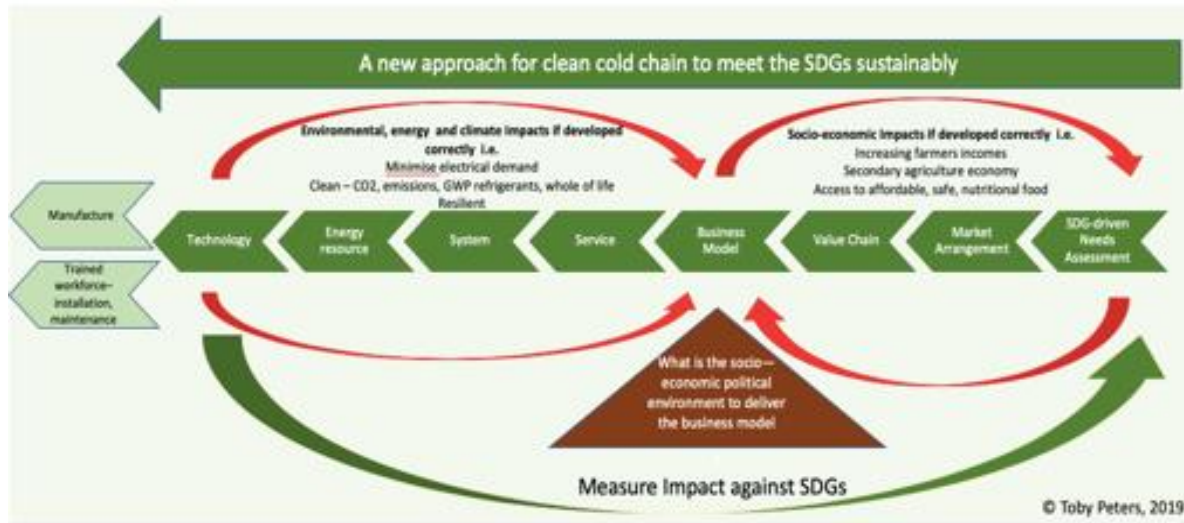 A new approach for clean cold chain to meet the SDGs sustainably
Environmental, energy and climate impacts if developed
correctly i.e.
Minimise electrical demand
Clean – CO2, emissions, GWP refrigerants, whole of life
Resilient
Socio-economic Impacts if developed correctly i.e.
Increasing farmers incomes
Secondary agriculture economy
Access to affordable, safe, nutritional food
Manufacture
Trained
workforce–
installation,
maintenance
Technology
Energy
resource
System
Service
Business
Model
Value Chain
Market
Arrangement
SDG-driven
Needs
Assessment
What is the socio—
economic political
environment to deliver
the business model
Measure Impact against SDGs
© Toby Peters, 2019